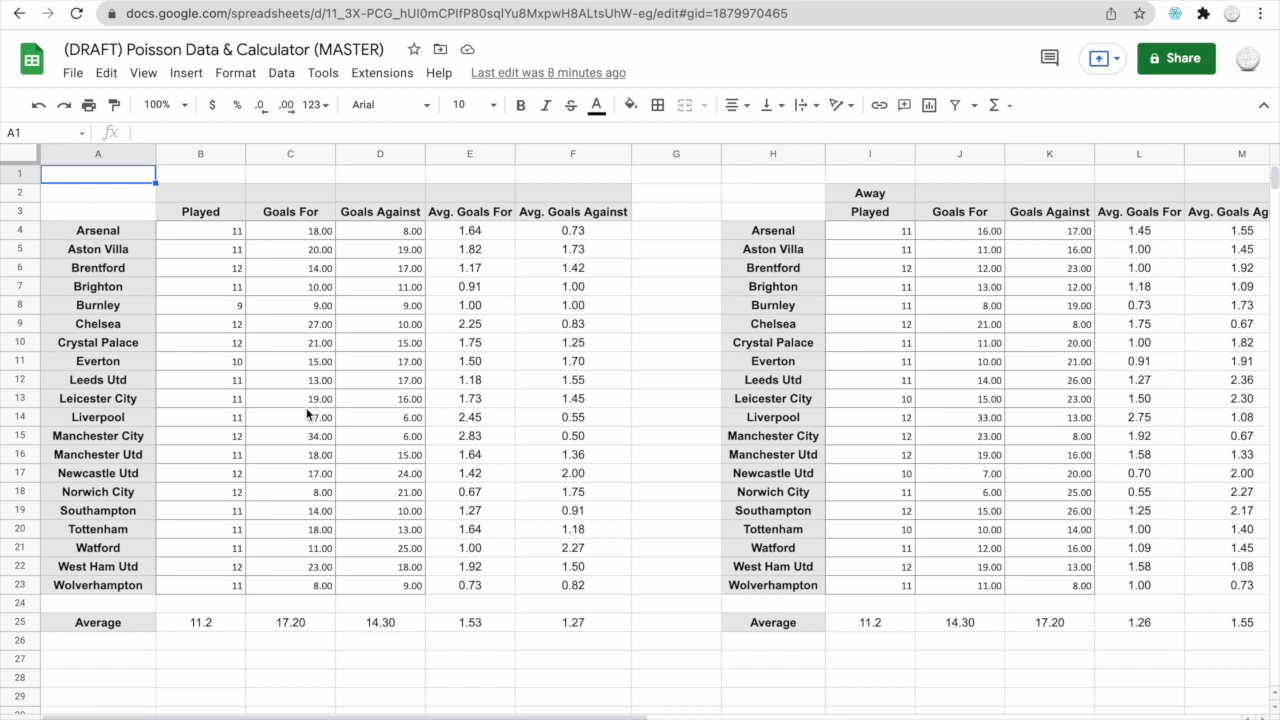 docs.google.com/spreadsheets/d/11_3X-PCG_hUI0mCPIfP8iosqIYu8MxpwH8ALtsUhW-eg/edit#gid=1879970465
(DRAFT) Poisson Data & Calculator (MASTER)
File Edit View Insert Format Data Tools Extensions Help Last edit was 8 minutes ago
Share
100% $ % .0 .00 123 Arial 10 B I S A
A1 fx
A B C D E F G H I J K L M
1
2 Away
3 Played Goals For Goals Against Avg. Goals For Avg. Goals Against Played Goals For Goals Against Avg. Goals For Avg. Goals Ag
4 Arsenal 11 18.00 8.00 1.64 0.73 Arsenal 11 16.00 17.00 1.45 1.55
5 Aston Villa 11 20.00 19.00 1.82 1.73 Aston Villa 11 11.00 16.00 1.00 1.45
6 Brentford 12 14.00 17.00 1.17 1.42 Brentford 12 12.00 23.00 1.00 1.92
7 Brighton 11 10.00 11.00 0.91 1.00 Brighton 11 13.00 12.00 1.18 1.09
8 Burnley 9 9.00 9.00 1.00 1.00 Burnley 11 8.00 19.00 0.73 1.73
9 Chelsea 12 27.00 10.00 2.25 0.83 Chelsea 12 21.00 8.00 1.75 0.67
10 Crystal Palace 12 21.00 15.00 1.75 1.25 Crystal Palace 11 11.00 20.00 1.00 1.82
11 Everton 10 15.00 17.00 1.50 1.70 Everton 11 10.00 21.00 0.91 1.91
12 Leeds Utd 11 13.00 17.00 1.18 1.55 Leeds Utd 11 14.00 26.00 1.27 2.36
13 Leicester City 11 19.00 16.00 1.73 1.45 Leicester City 10 15.00 23.00 1.50 2.30
14 Liverpool 11 7.00 6.00 2.45 0.55 Liverpool 12 33.00 13.00 2.75 1.08
15 Manchester City 12 34.00 6.00 2.83 0.50 Manchester City 12 23.00 8.00 1.92 0.67
16 Manchester Utd 11 18.00 15.00 1.64 1.36 Manchester Utd 12 19.00 16.00 1.58 1.33
17 Newcastle Utd 12 17.00 24.00 1.42 2.00 Newcastle Utd 10 7.00 20.00 0.70 2.00
18 Norwich City 12 8.00 21.00 0.67 1.75 Norwich City 11 6.00 25.00 0.55 2.27
19 Southampton 11 14.00 10.00 1.27 0.91 Southampton 12 15.00 26.00 1.25 2.17
20 Tottenham 11 18.00 13.00 1.64 1.18 Tottenham 10 10.00 14.00 1.00 1.40
21 Watford 11 11.00 25.00 1.00 2.27 Watford 11 12.00 16.00 1.09 1.45
22 West Ham Utd 12 23.00 18.00 1.92 1.50 West Ham Utd 12 19.00 13.00 1.58 1.08
23 Wolverhampton 11 8.00 9.00 0.73 0.82 Wolverhampton 11 11.00 8.00 1.00 0.73
24
25 Average 11.2 17.20 14.30 1.53 1.27 Average 11.2 14.30 17.20 1.26 1.55
26
27
28
29